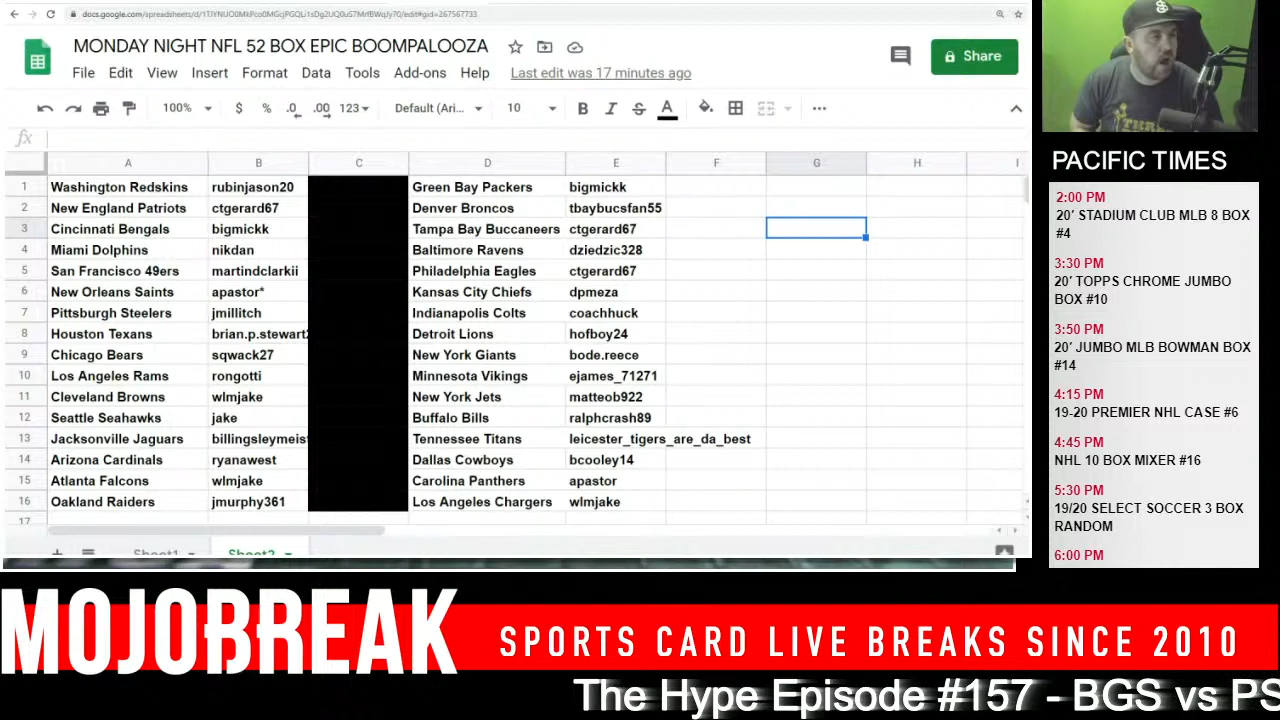 docs.google.com/spreadsheets/d/
MONDAY NIGHT NFL 52 BOX EPIC BOOMPALOOZA
Share
File Edit View Insert Format Data Tools Add-ons Help Last edit was 17 minutes ago
100% $ % .0 .00 123 Default (Ari... 10 B I S A
fx
A B C D E F G H I
1 Washington Redskins rubinjason20 Green Bay Packers bigmickk
2 New England Patriots ctgerard67 Denver Broncos tbaybucsfan55
3 Cincinnati Bengals bigmickk Tampa Bay Buccaneers ctgerard67
4 Miami Dolphins nikdan Baltimore Ravens dziedzic328
5 San Francisco 49ers martindclarkii Philadelphia Eagles ctgerard67
6 New Orleans Saints apastor* Kansas City Chiefs dpmeza
7 Pittsburgh Steelers jmillitch Indianapolis Colts coachhuck
8 Houston Texans brian.p.stewart Detroit Lions hofboy24
9 Chicago Bears sqwack27 New York Giants bode.reece
10 Los Angeles Rams rongotti Minnesota Vikings ejames_71271
11 Cleveland Browns wlmjake New York Jets matteob922
12 Seattle Seahawks jake Buffalo Bills ralphcrash89
13 Jacksonville Jaguars billingsleymeis Tennessee Titans leicester_tigers_are_da_best
14 Arizona Cardinals ryanawest Dallas Cowboys bcooley14
15 Atlanta Falcons wlmjake Carolina Panthers apastor
16 Oakland Raiders jmurphy361 Los Angeles Chargers wlmjake
17
Sheet1 Sheet2
PACIFIC TIMES
2:00 PM
20' STADIUM CLUB MLB 8 BOX
#4
3:30 PM
20' TOPPS CHROME JUMBO
BOX #10
3:50 PM
20' JUMBO MLB BOWMAN BOX
#14
4:15 PM
19-20 PREMIER NHL CASE #6
4:45 PM
NHL 10 BOX MIXER #16
5:30 PM
19/20 SELECT SOCCER 3 BOX
RANDOM
6:00 PM
MOJOBREAK
SPORTS CARD LIVE BREAKS SINCE 2010
The Hype Episode #157 - BGS vs PS